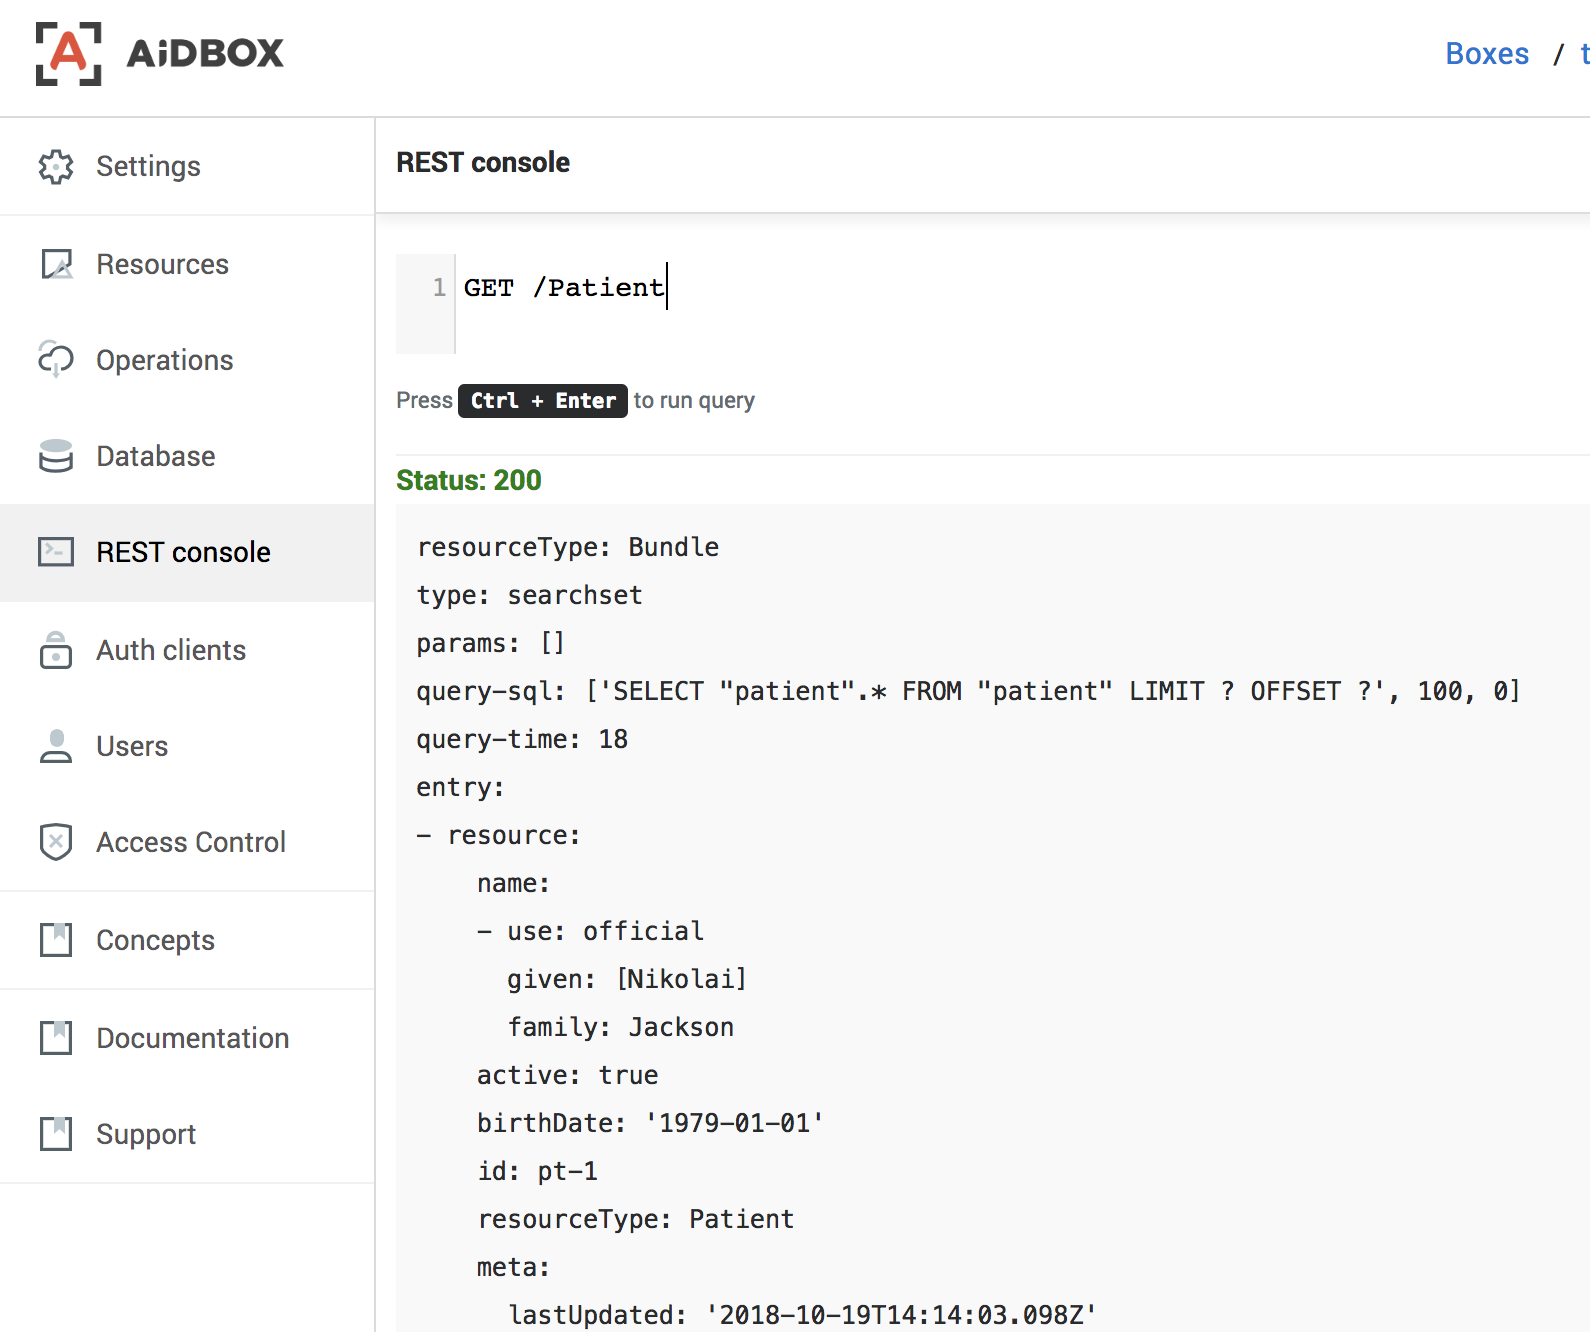 AiDBOX
Boxes / t
Settings
Resources
Operations
Database
REST console
Auth clients
Users
Access Control
Concepts
Documentation
Support
REST console
1 GET /Patient
Press Ctrl + Enter to run query
Status: 200
resourceType: Bundle
type: searchset
params: []
query-sql: ['SELECT "patient".* FROM "patient" LIMIT ? OFFSET ?', 100, 0]
query-time: 18
entry:
- resource:
    name:
    - use: official
      given: [Nikolai]
      family: Jackson
    active: true
    birthDate: '1979-01-01'
    id: pt-1
    resourceType: Patient
    meta:
      lastUpdated: '2018-10-19T14:14:03.098Z'